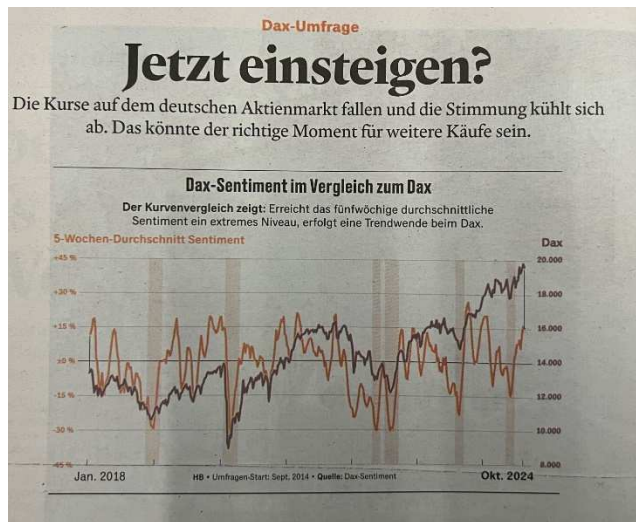 Dax-Umfrage
Jetzt einsteigen?
Die Kurse auf dem deutschen Aktienmarkt fallen und die Stimmung kühlt sich
ab. Das könnte der richtige Moment für weitere Käufe sein.
Dax-Sentiment im Vergleich zum Dax
Der Kurvenvergleich zeigt: Erreicht das fünfwöchige durchschnittliche
Sentiment ein extremes Niveau, erfolgt eine Trendwende beim Dax.
5-Wochen-Durchschnitt Sentiment
Dax
+45 %
20.000
+30 %
18.000
+15 %
16.000
±0 %
14.000
-15 %
12.000
-30 %
10.000
-45 %
8.000
Jan. 2018
HB • Umfragen-Start: Sept. 2014 • Quelle: Dax-Sentiment
Okt. 2024